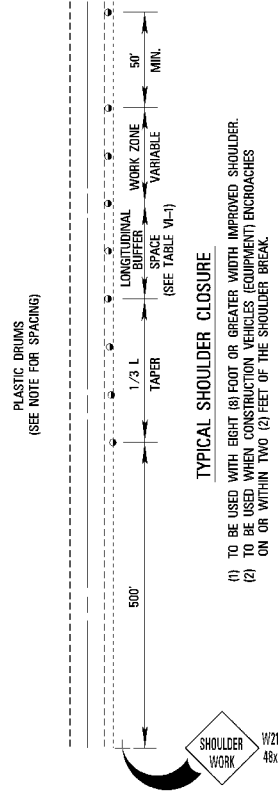 PLASTIC DRUMS
(SEE NOTE FOR SPACING)
500'
1/3 L
TAPER
LONGITUDINAL
BUFFER
SPACE
(SEE TABLE VI-1)
WORK ZONE
VARIABLE
50'
MIN.
SHOULDER
WORK
W21
48x
TYPICAL SHOULDER CLOSURE
(1) TO BE USED WITH EIGHT (8) FOOT OR GREATER WIDTH IMPROVED SHOULDER.
(2) TO BE USED WHEN CONSTRUCTION VEHICLES (EQUIPMENT) ENCROACHES
ON OR WITHIN TWO (2) FEET OF THE SHOULDER BREAK.